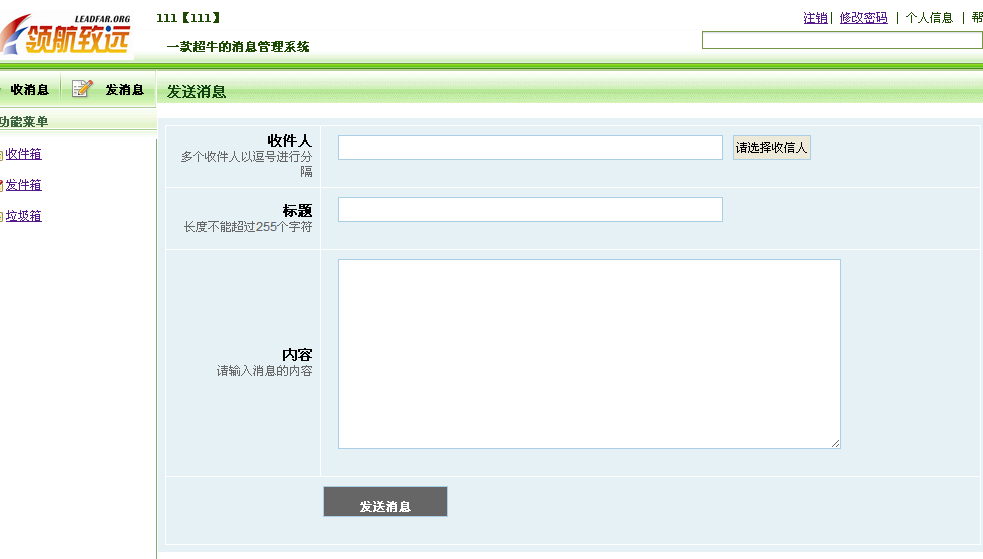 LEADFAR.ORG
领航致远
111【111】
一款超牛的消息管理系统
注销| 修改密码 | 个人信息 | 帮
收消息 发消息
发送消息
功能菜单
收件箱
发件箱
垃圾箱
收件人
多个收件人以逗号进行分
隔
请选择收信人
标题
长度不能超过255个字符
内容
请输入消息的内容
发送消息